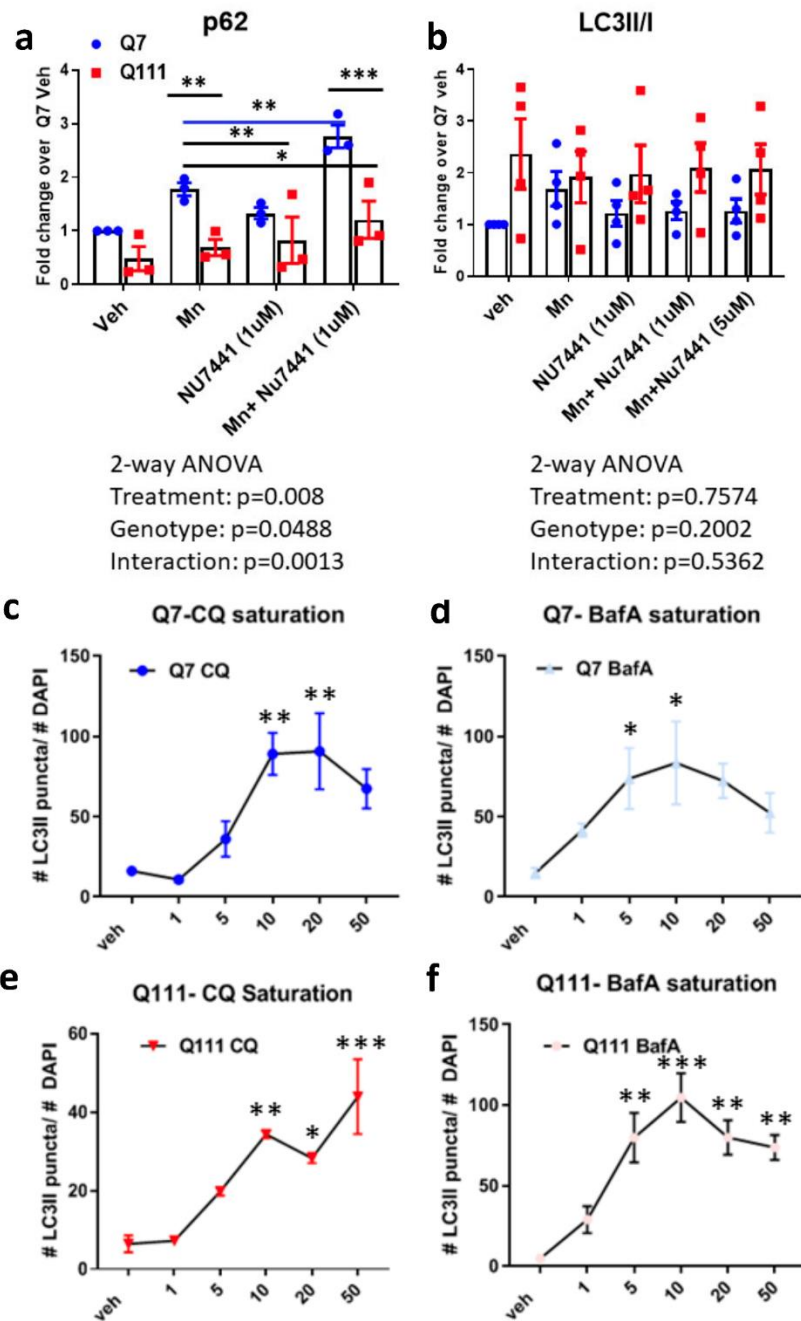 a
p62
Q7
Q111
Fold change over Q7 Veh
4
3
2
1
0
**
**
**
*
***
Veh
Mn
NU7441 (1uM)
Mn+ Nu7441 (1uM)
2-way ANOVA
Treatment: p=0.008
Genotype: p=0.0488
Interaction: p=0.0013
b
LC3II/I
Fold change over Q7 veh
4
3
2
1
0
veh
Mn
NU7441 (1uM)
Mn+ Nu7441 (1uM)
Mn+Nu7441 (5uM)
2-way ANOVA
Treatment: p=0.7574
Genotype: p=0.2002
Interaction: p=0.5362
c
Q7-CQ saturation
Q7 CQ
# LC3II puncta/ # DAPI
150
100
50
0
**
**
veh
1
5
10
20
50
d
Q7- BafA saturation
Q7 BafA
# LC3II puncta/ # DAPI
150
100
50
0
*
*
veh
1
5
10
20
50
e
Q111- CQ Saturation
Q111 CQ
# LC3II puncta/ # DAPI
60
40
20
0
**
*
***
veh
1
5
10
20
50
f
Q111- BafA saturation
Q111 BafA
# LC3II puncta/ # DAPI
150
100
50
0
**
***
**
**
veh
1
5
10
20
50